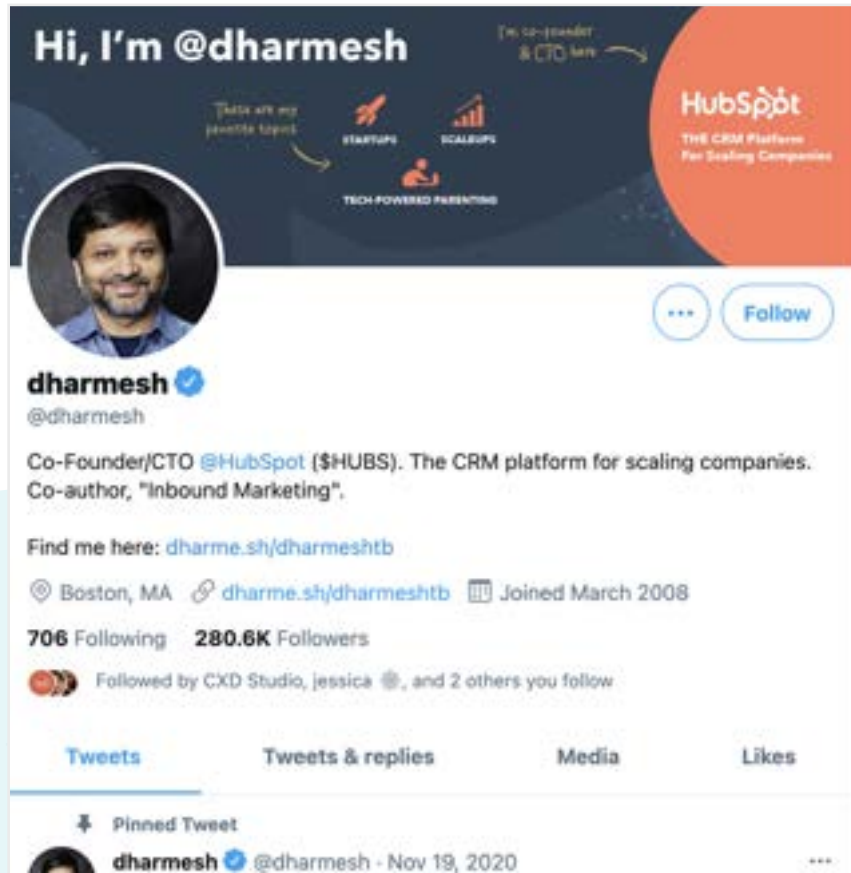 Hi, I'm @dharmesh
I'm co-founder
& CTO here
These are my
favorite topics
STARTUPS
SCALEUPS
TECH-POWERED PARENTING
HubSpot
THE CRM Platform
For Scaling Companies
Follow
dharmesh
@dharmesh
Co-Founder/CTO @HubSpot ($HUBS). The CRM platform for scaling companies.
Co-author, "Inbound Marketing".
Find me here: dharme.sh/dharmeshtb
Boston, MA dharme.sh/dharmeshtb Joined March 2008
706 Following 280.6K Followers
Followed by CXD Studio, jessica ⚛, and 2 others you follow
Tweets Tweets & replies Media Likes
Pinned Tweet
dharmesh @dharmesh · Nov 19, 2020